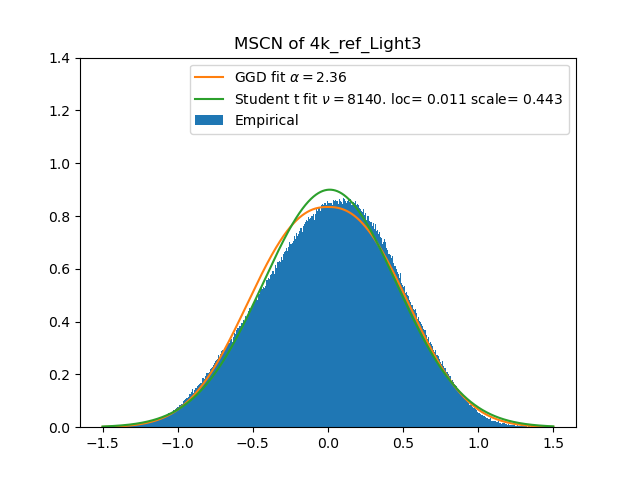 MSCN of 4k_ref_Light3
GGD fit α = 2.36
Student t fit ν = 8140. loc= 0.011 scale= 0.443
Empirical
1.4
1.2
1.0
0.8
0.6
0.4
0.2
0.0
−1.5 −1.0 −0.5 0.0 0.5 1.0 1.5